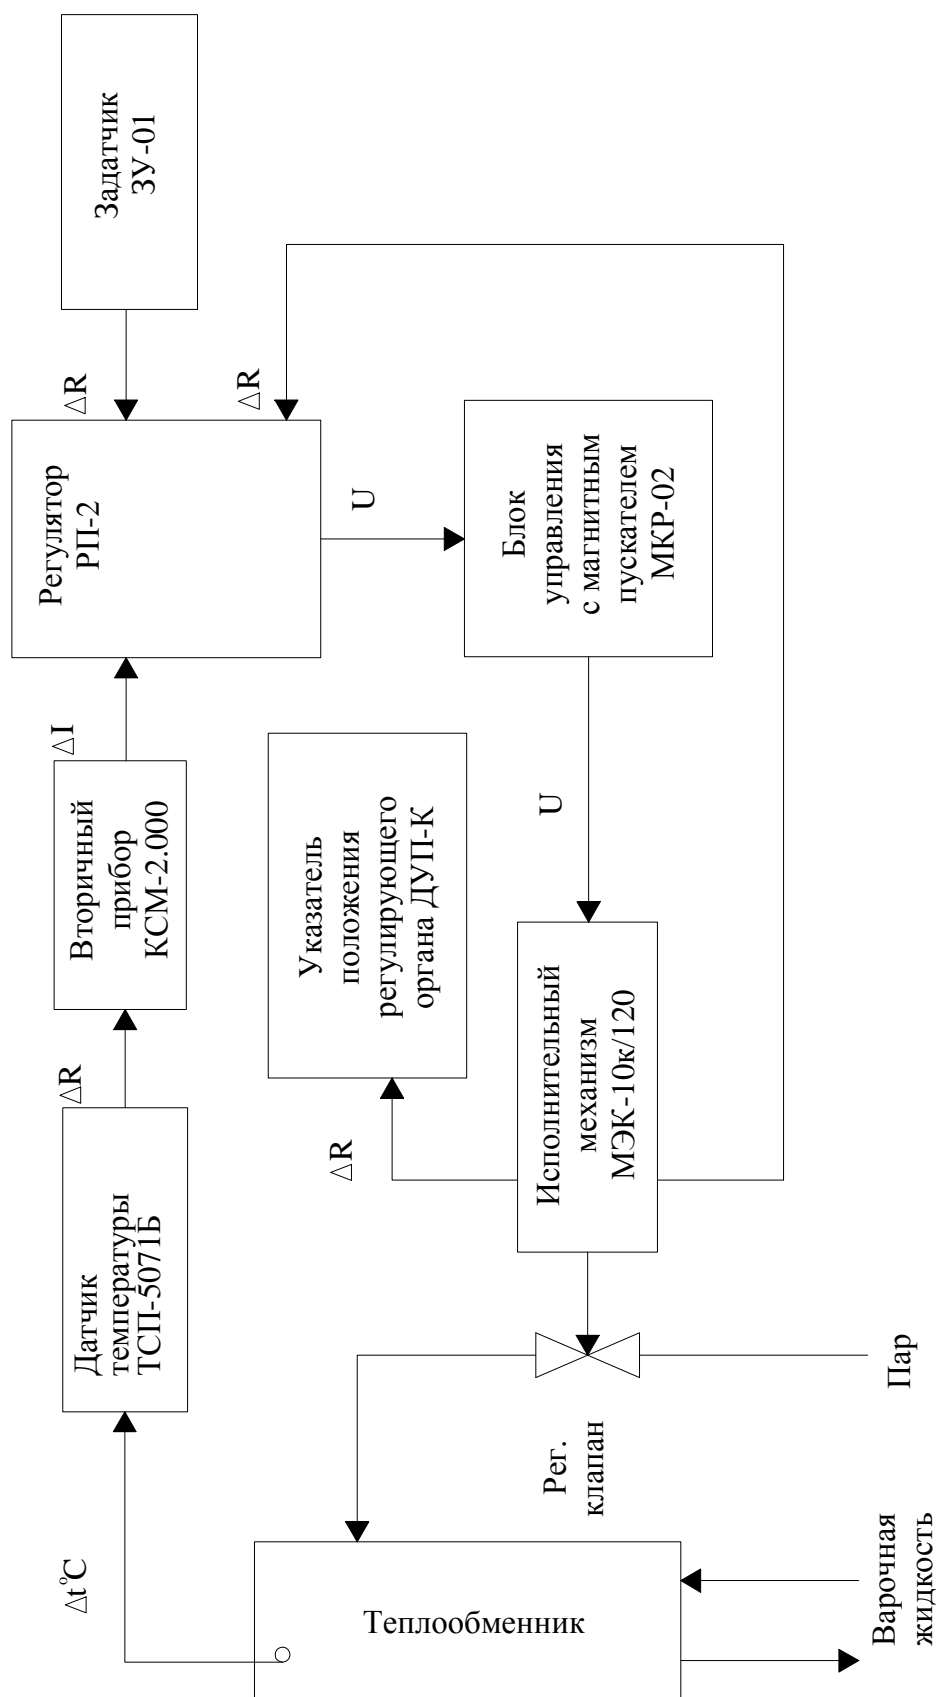 Δt°C
Датчик
температуры
ТСП-5071Б
ΔR
Вторичный
прибор
КСМ-2.000
ΔI
Регулятор
РП-2
ΔR
Задатчик
ЗУ-01
ΔR
U
Указатель
положения
регулирующего
органа ДУП-К
ΔR
Блок
управления
с магнитным
пускателем
МКР-02
U
Исполнительный
механизм
МЭК-10к/120
Теплообменник
Рег.
клапан
Варочная
жидкость
Пар